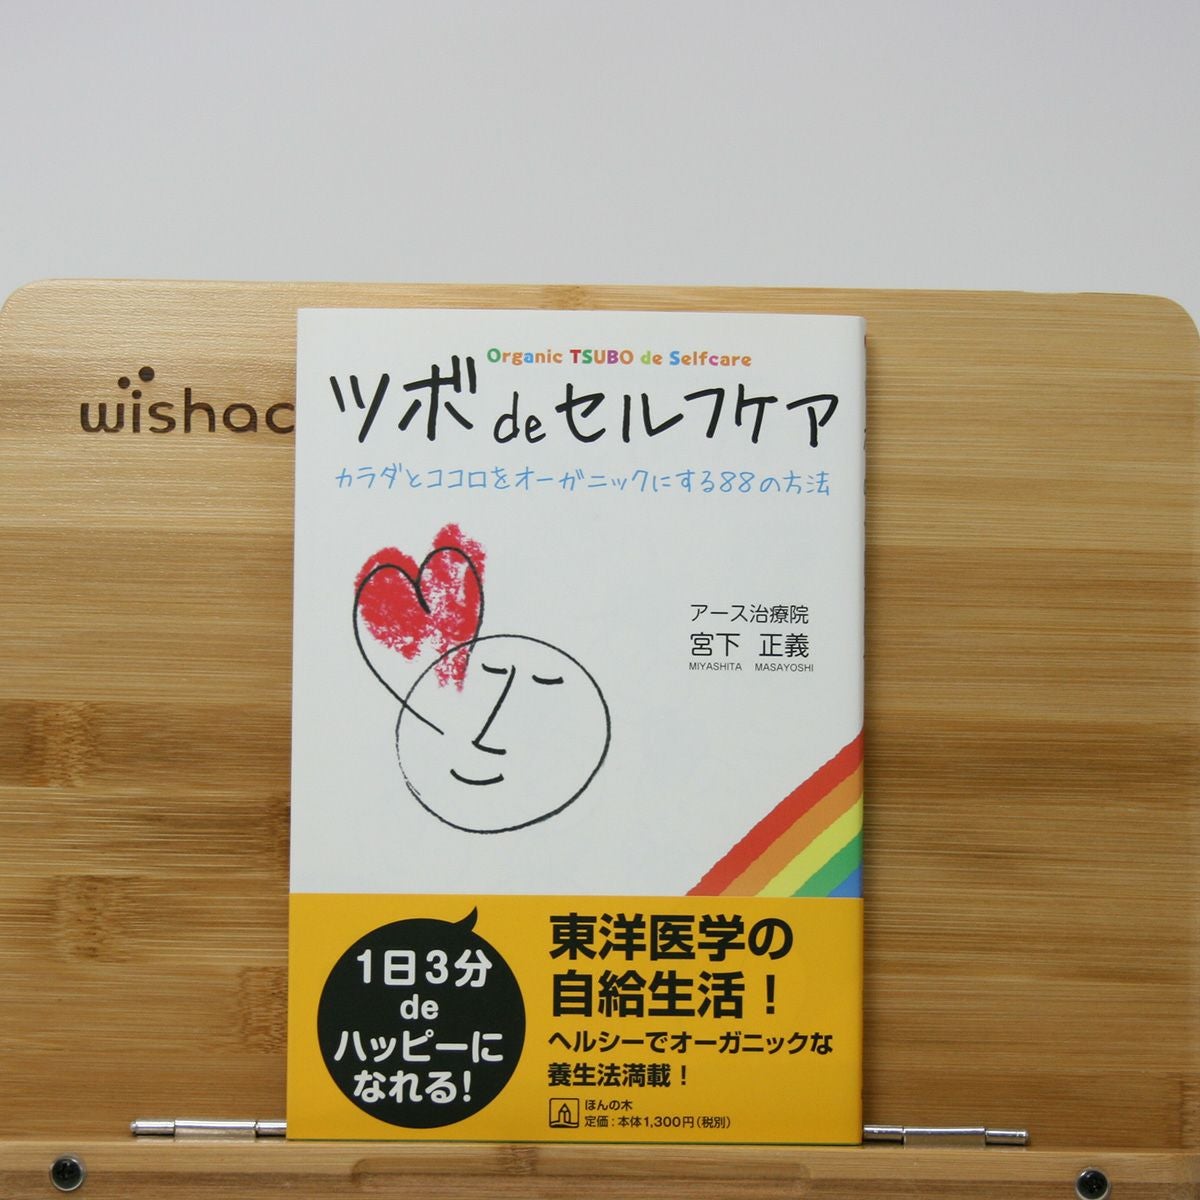 wishac
Organic TSUBO de Selfcare
ツボdeセルフケア
カラダとココロをオーガニックにする88の方法
アース治療院
宮下 正義
MIYASHITA MASAYOSHI
1日3分
de
ハッピーに
なれる!
東洋医学の
自給生活!
ヘルシーでオーガニックな
養生法満載!
ほんの木
定価:本体1,300円(税別)